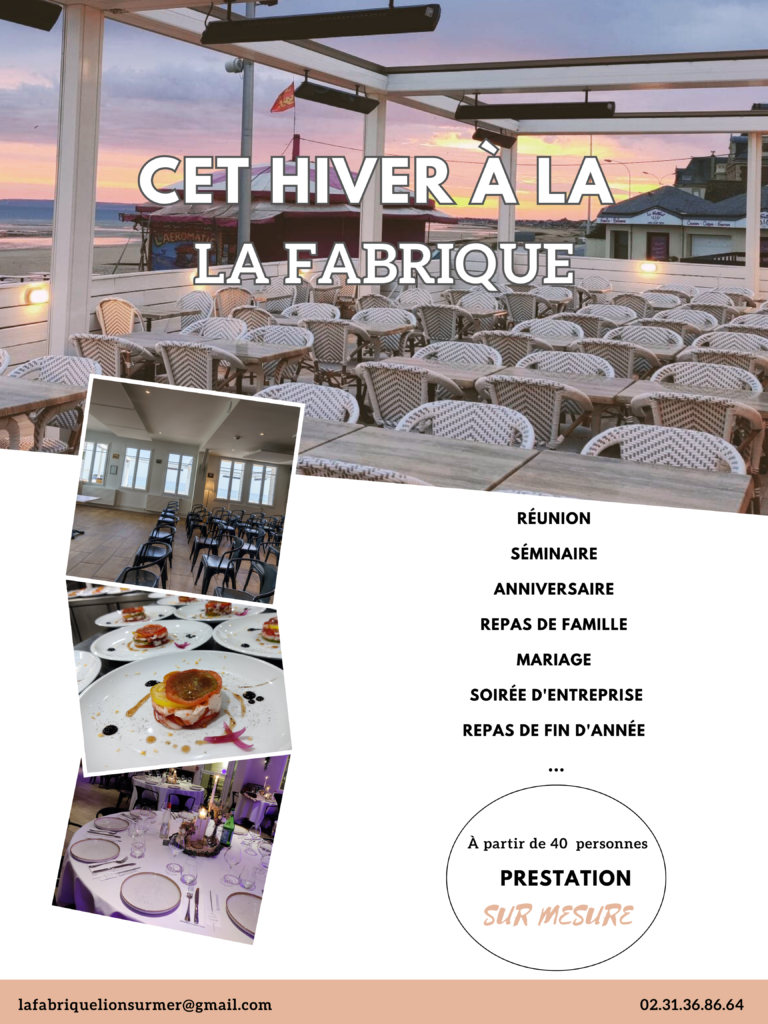 CET HIVER À LA
LA FABRIQUE
L'AEROMATIC
RÉUNION
SÉMINAIRE
ANNIVERSAIRE
REPAS DE FAMILLE
MARIAGE
SOIRÉE D'ENTREPRISE
REPAS DE FIN D'ANNÉE
...
À partir de 40 personnes
PRESTATION
SUR MESURE
lafabriquelionsurmer@gmail.com
02.31.36.86.64